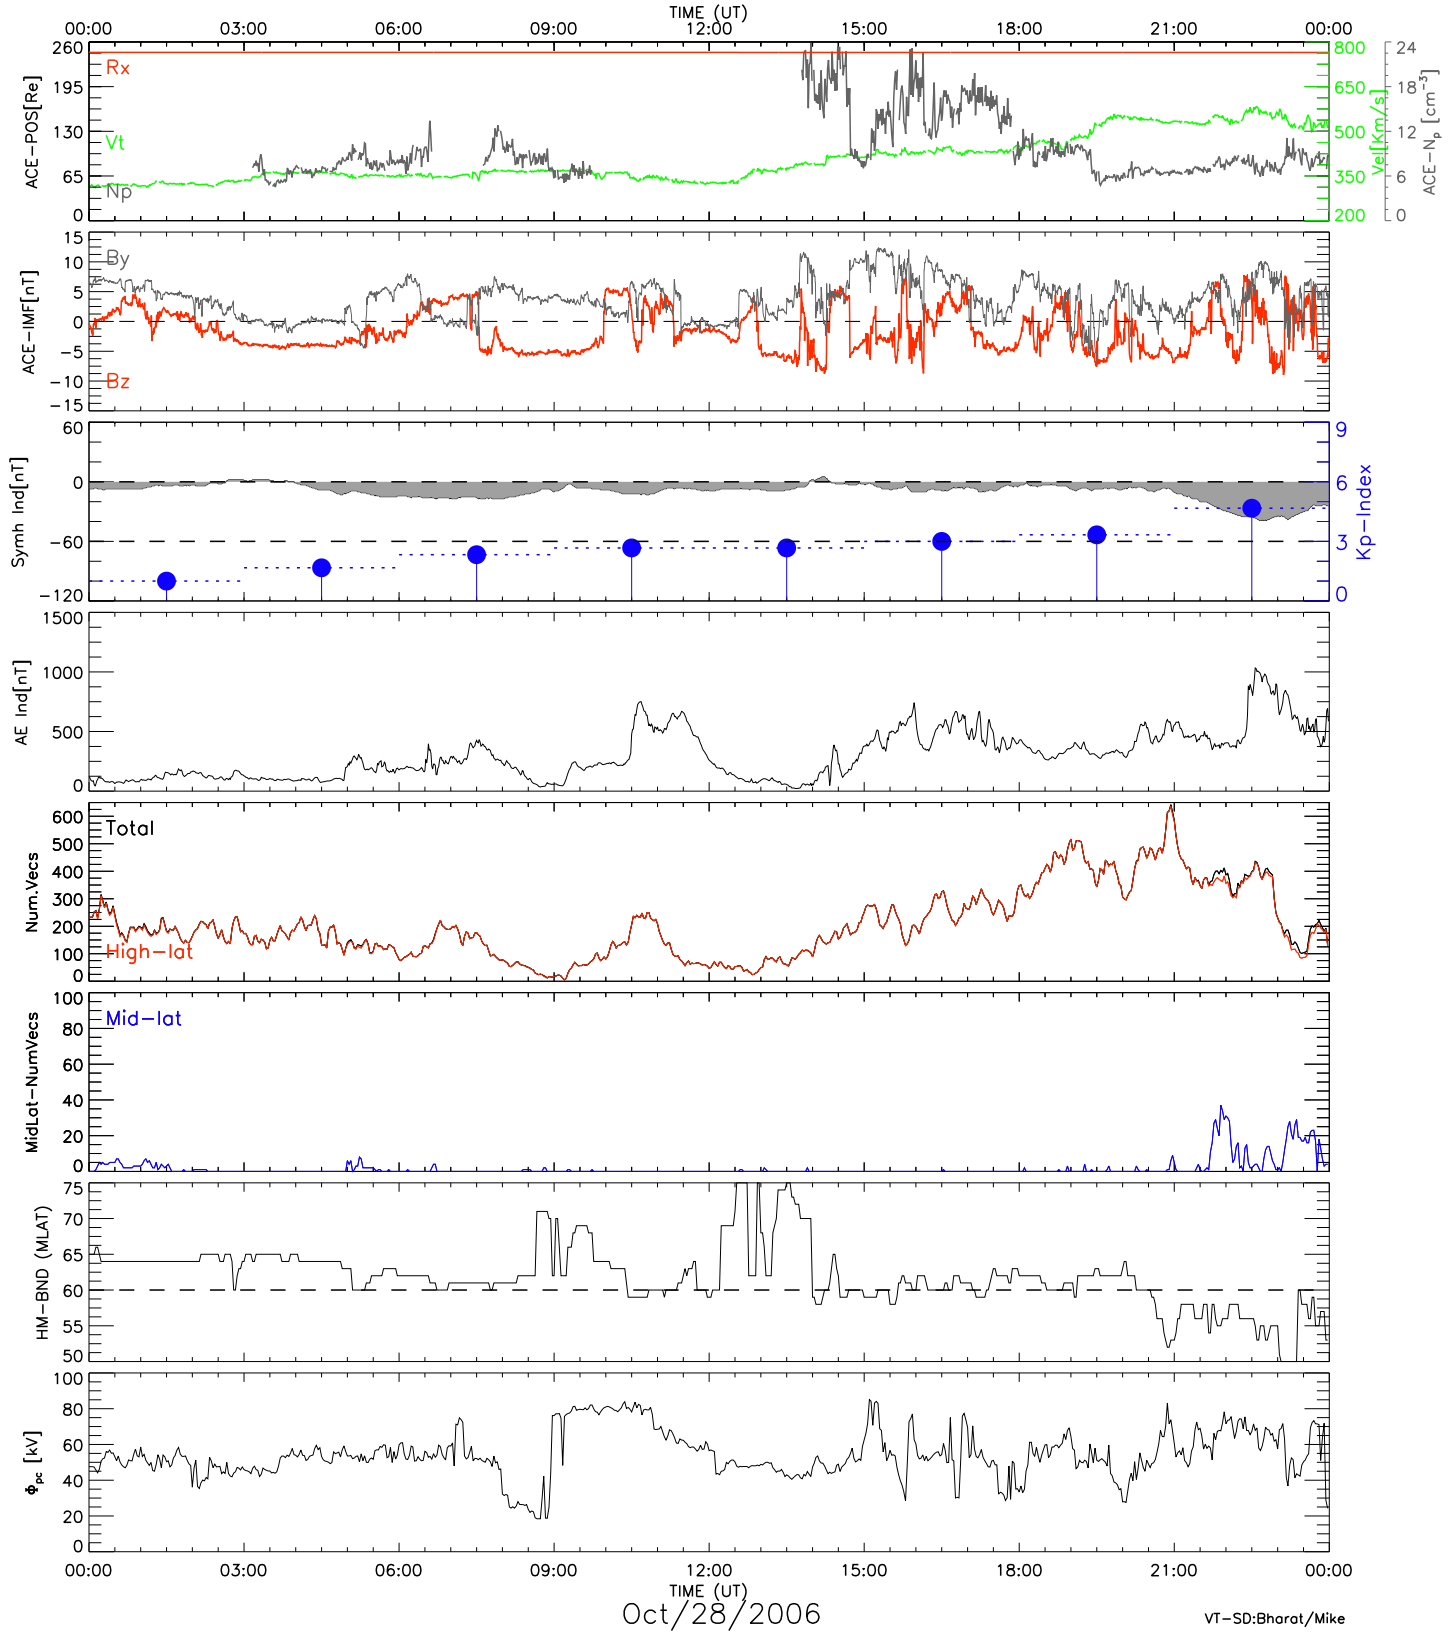 TIME (UT)
00:00 03:00 06:00 09:00 12:00 15:00 18:00 21:00 00:00
ACE-POS[Re]
260
195
130
65
0
Rx
Vt
Np
800
650
500
350
200
Vel[Km/s]
24
18
12
6
0
ACE-Np [cm-3]
ACE-IMF[nT]
15
10
5
0
-5
-10
-15
By
Bz
Symh Ind[nT]
60
0
-60
-120
9
6
3
0
Kp-Index
AE Ind[nT]
1500
1000
500
0
Num.Vecs
600
500
400
300
200
100
0
Total
High-lat
MidLat-NumVecs
100
80
60
40
20
0
Mid-lat
HM-BND (MLAT)
75
70
65
60
55
50
Φpc [kV]
100
80
60
40
20
0
00:00 03:00 06:00 09:00 12:00 15:00 18:00 21:00 00:00
TIME (UT)
Oct/28/2006
VT-SD:Bharat/Mike